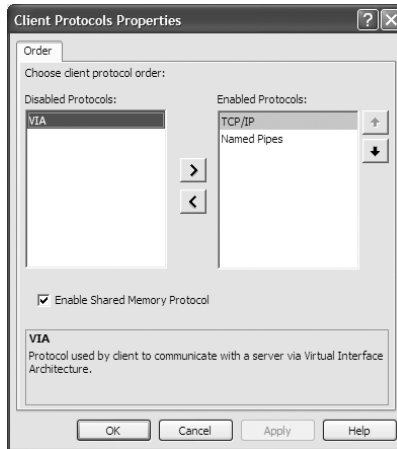 Client Protocols Properties
Order
Choose client protocol order:
Disabled Protocols:
Enabled Protocols:
VIA
TCP/IP
Named Pipes
Enable Shared Memory Protocol
VIA
Protocol used by client to communicate with a server via Virtual Interface
Architecture.
OK
Cancel
Apply
Help